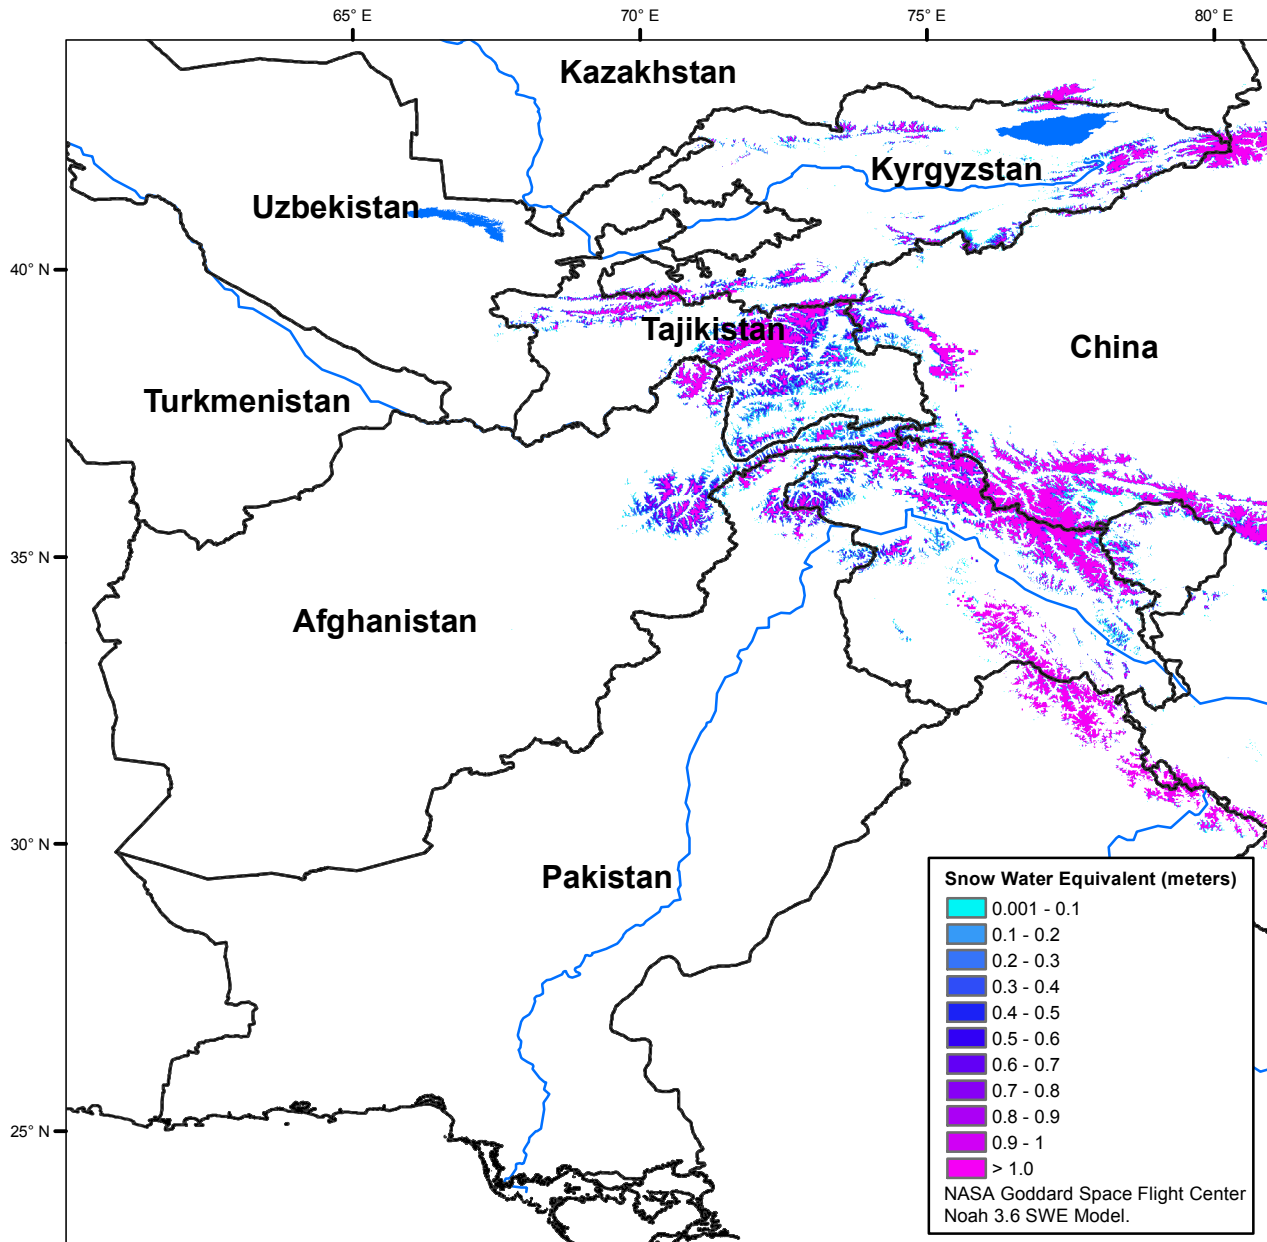 65° E
70° E
75° E
80° E
Kazakhstan
Kyrgyzstan
Uzbekistan
40° N
Tajikistan
China
Turkmenistan
35° N
Afghanistan
30° N
Pakistan
25° N
Snow Water Equivalent (meters)
0.001 - 0.1
0.1 - 0.2
0.2 - 0.3
0.3 - 0.4
0.4 - 0.5
0.5 - 0.6
0.6 - 0.7
0.7 - 0.8
0.8 - 0.9
0.9 - 1
> 1.0
NASA Goddard Space Flight Center
Noah 3.6 SWE Model.